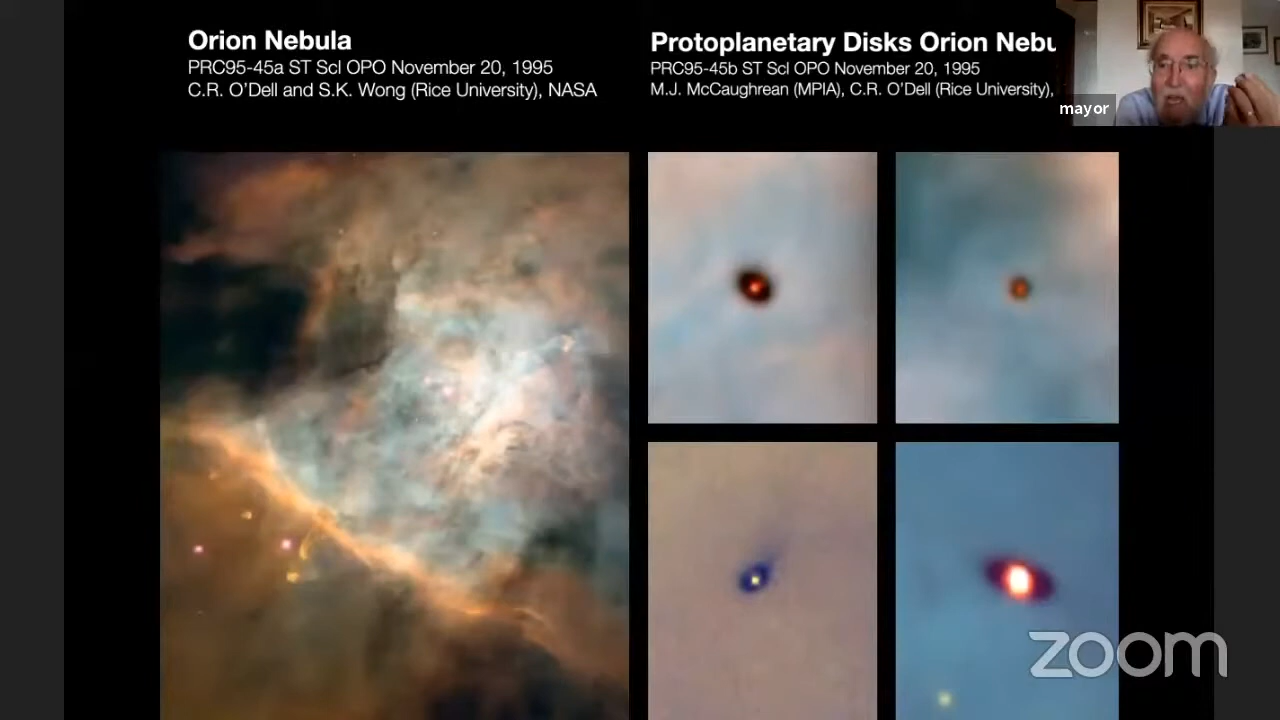 Orion Nebula
PRC95-45a ST ScI OPO November 20, 1995
C.R. O'Dell and S.K. Wong (Rice University), NASA
Protoplanetary Disks Orion Nebu
PRC95-45b ST ScI OPO November 20, 1995
M.J. McCaughrean (MPIA), C.R. O'Dell (Rice University),
mayor
zoom